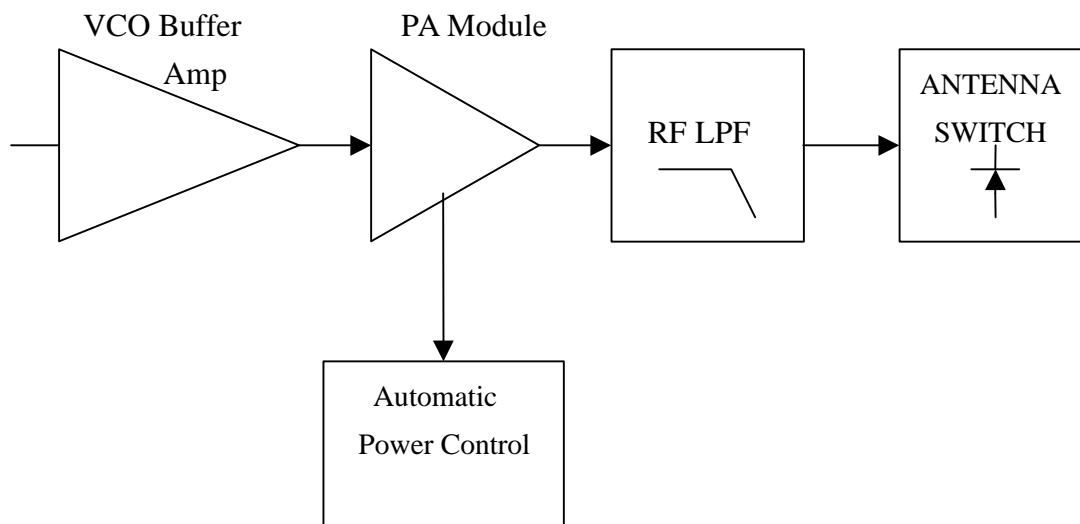 VCO Buffer
Amp
PA Module
RF LPF
ANTENNA
SWITCH
Automatic
Power Control